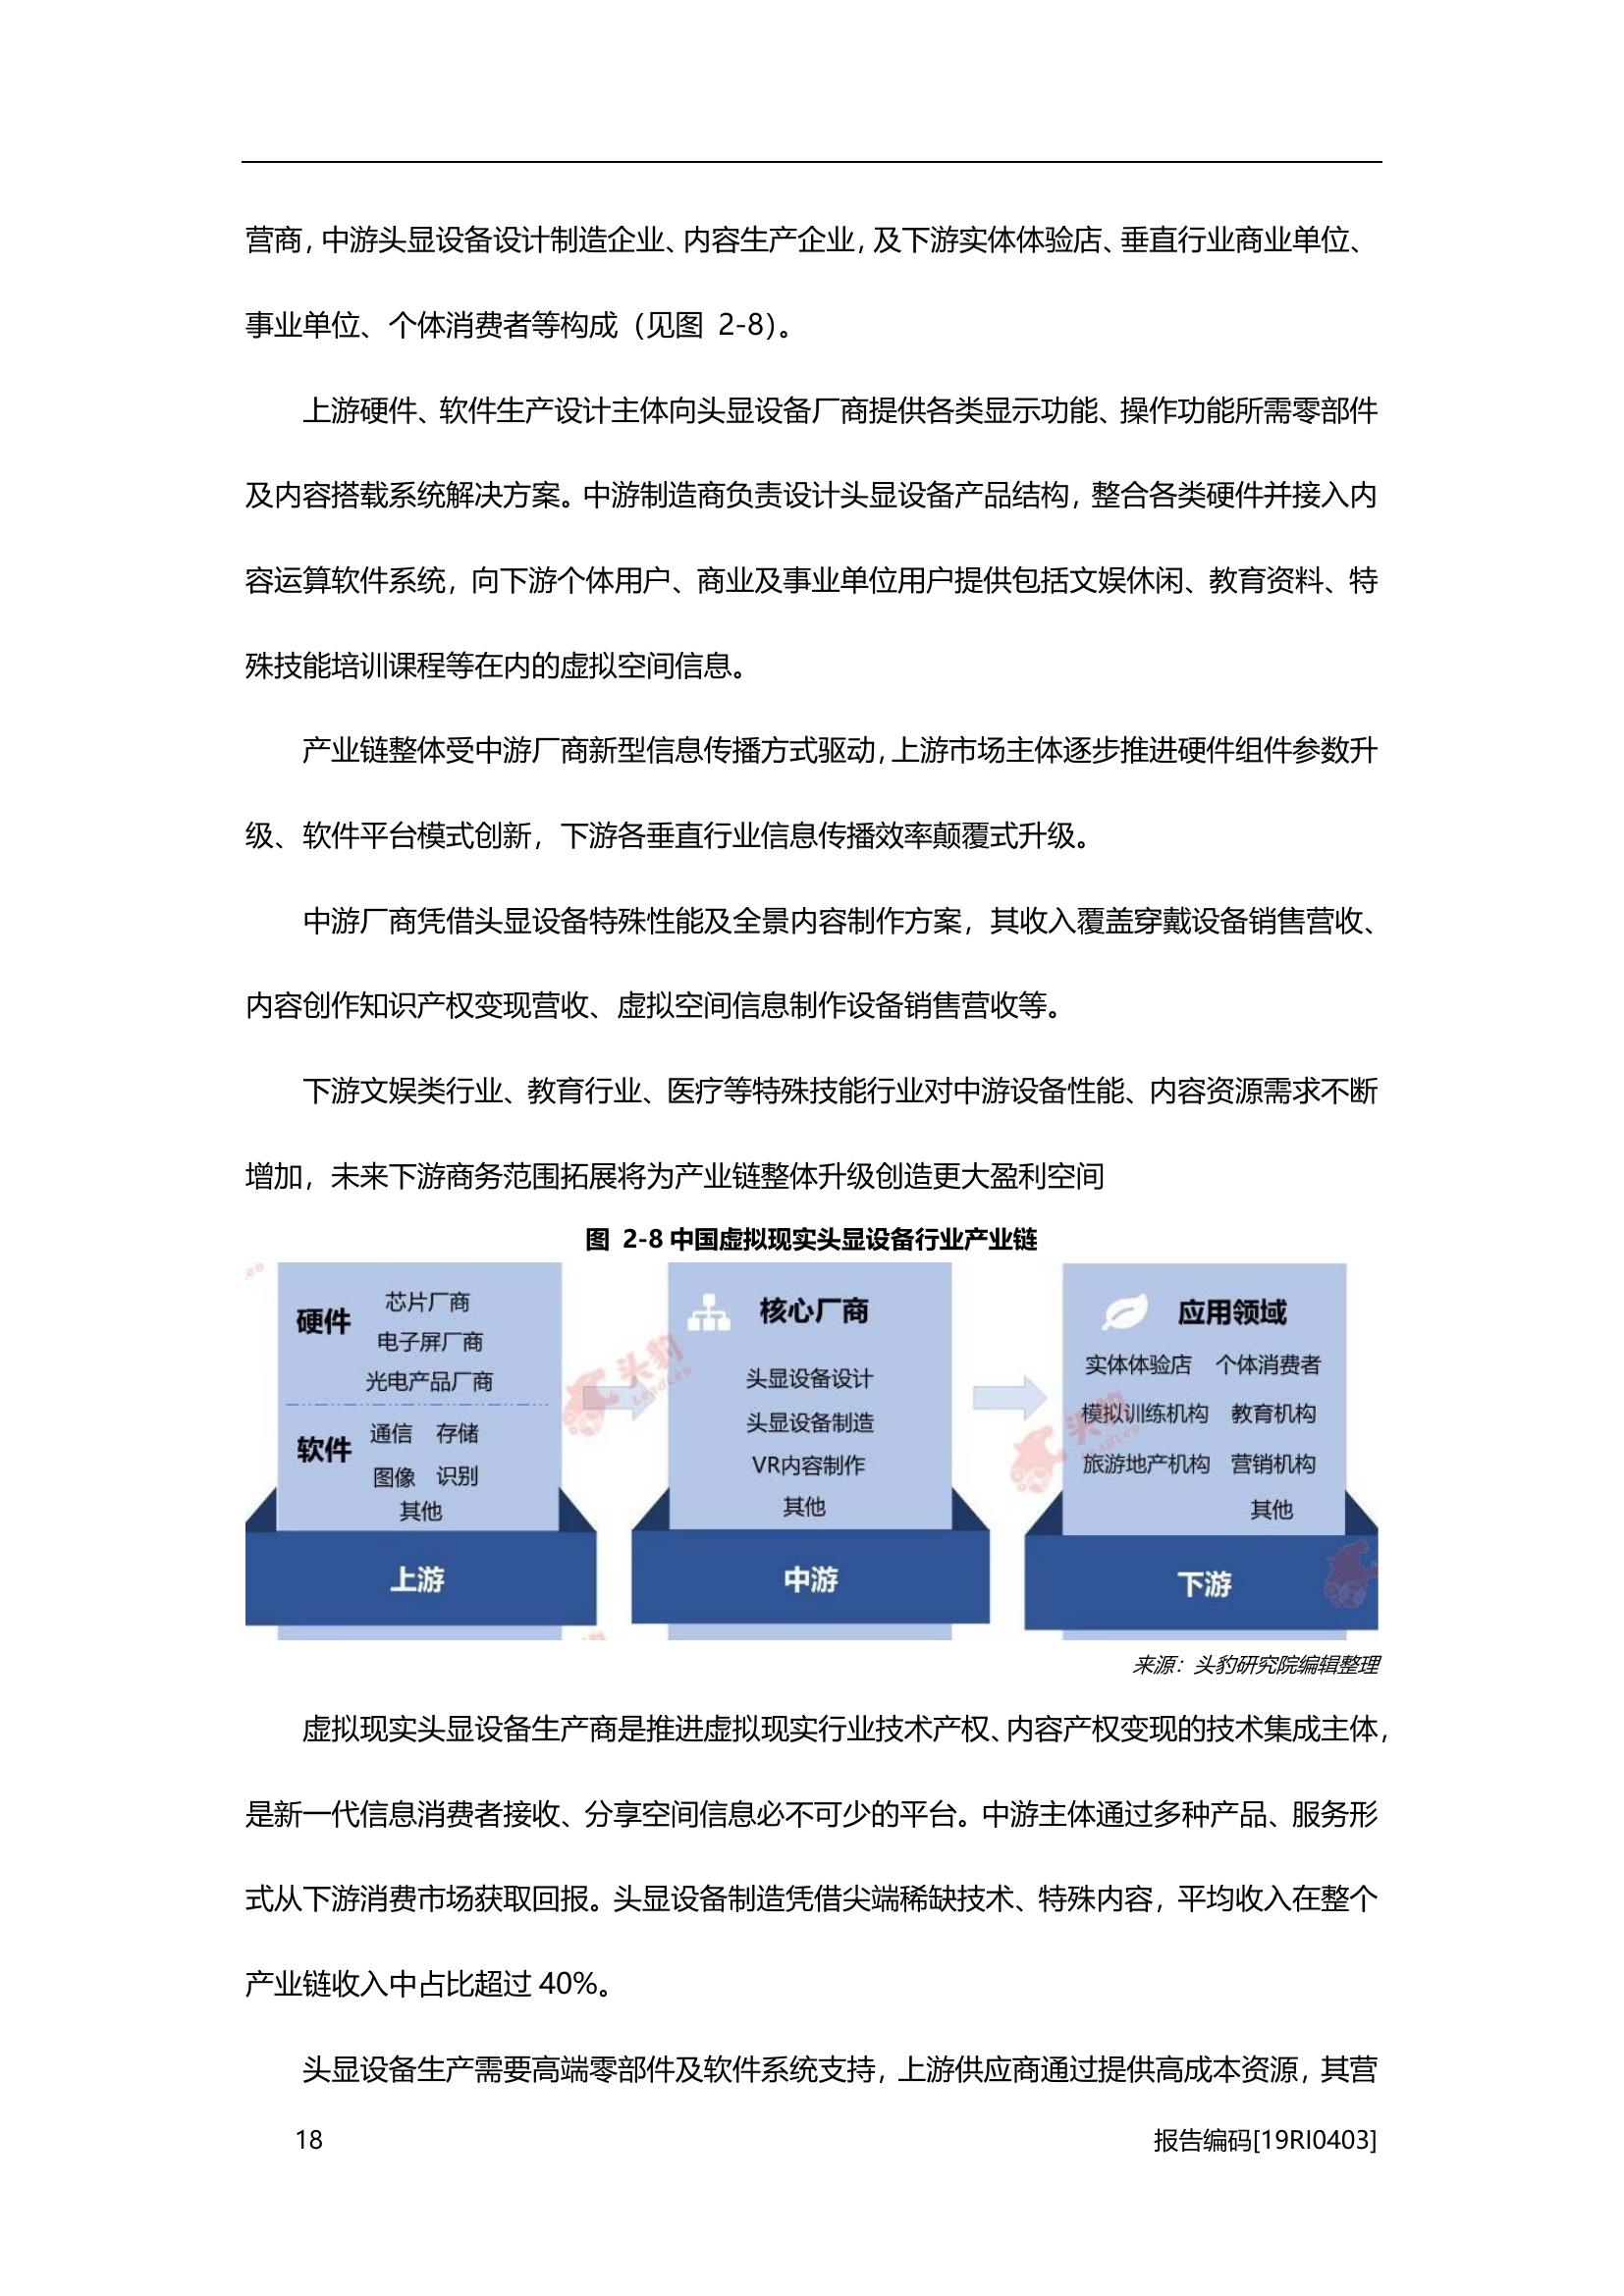 营商，中游头显设备设计制造企业、内容生产企业，及下游实体体验店、垂直行业商业单位、
事业单位、个体消费者等构成（见图 2-8）。
上游硬件、软件生产设计主体向头显设备厂商提供各类显示功能、操作功能所需零部件
及内容搭载系统解决方案。中游制造商负责设计头显设备产品结构，整合各类硬件并接入内
容运算软件系统，向下游个体用户、商业及事业单位用户提供包括文娱休闲、教育资料、特
殊技能培训课程等在内的虚拟空间信息。
产业链整体受中游厂商新型信息传播方式驱动，上游市场主体逐步推进硬件组件参数升
级、软件平台模式创新，下游各垂直行业信息传播效率颠覆式升级。
中游厂商凭借头显设备特殊性能及全景内容制作方案，其收入覆盖穿戴设备销售营收、
内容创作知识产权变现营收、虚拟空间信息制作设备销售营收等。
下游文娱类行业、教育行业、医疗等特殊技能行业对中游设备性能、内容资源需求不断
增加，未来下游商务范围拓展将为产业链整体升级创造更大盈利空间
图 2-8 中国虚拟现实头显设备行业产业链
硬件
芯片厂商
电子屏厂商
光电产品厂商
软件
通信 存储
图像 识别
其他
上游
头豹
LeadLeo
核心厂商
头显设备设计
头显设备制造
VR内容制作
其他
中游
头豹
LeadLeo
应用领域
实体体验店 个体消费者
模拟训练机构 教育机构
旅游地产机构 营销机构
其他
下游
来源：头豹研究院编辑整理
虚拟现实头显设备生产商是推进虚拟现实行业技术产权、内容产权变现的技术集成主体，
是新一代信息消费者接收、分享空间信息必不可少的平台。中游主体通过多种产品、服务形
式从下游消费市场获取回报。头显设备制造凭借尖端稀缺技术、特殊内容，平均收入在整个
产业链收入中占比超过 40%。
头显设备生产需要高端零部件及软件系统支持，上游供应商通过提供高成本资源，其营
18
报告编码[19RI0403]